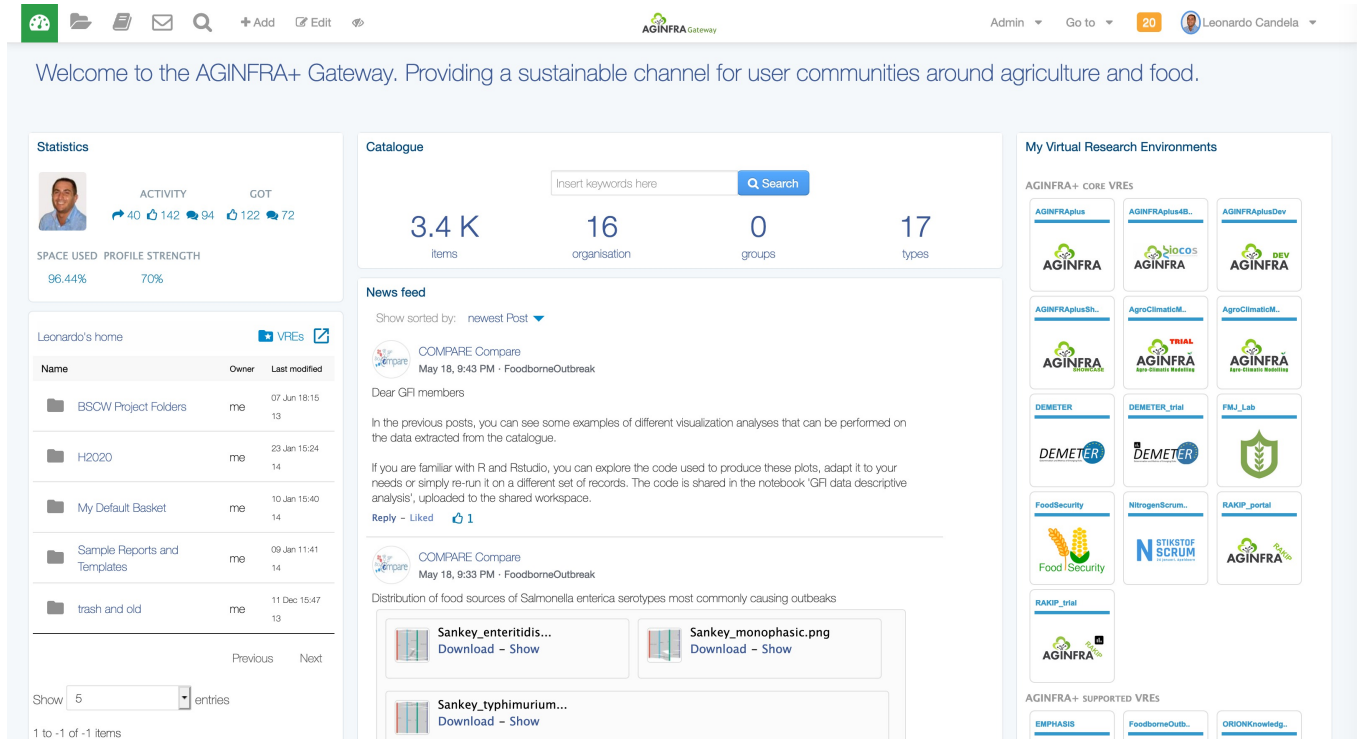 Add Edit AGINFRA Gateway Admin Go to 20 Leonardo Candela
Welcome to the AGINFRA+ Gateway. Providing a sustainable channel for user communities around agriculture and food.
Statistics
ACTIVITY GOT
40 142 94 122 72
SPACE USED PROFILE STRENGTH
96.44% 70%
Leonardo's home VREs
Name Owner Last modified
BSCW Project Folders me 07 Jun 18:15
13
H2020 me 23 Jan 15:24
14
My Default Basket me 10 Jan 15:40
14
Sample Reports and
Templates me 09 Jan 11:41
14
trash and old me 11 Dec 15:47
13
Previous Next
Show 5 entries
1 to -1 of -1 items
Catalogue
Insert keywords here Search
3.4 K 16 0 17
items organisation groups types
News feed
Show sorted by: newest Post
Compare
COMPARE Compare
May 18, 9:43 PM · FoodborneOutbreak
Dear GFI members
In the previous posts, you can see some examples of different visualization analyses that can be performed on
the data extracted from the catalogue.
If you are familiar with R and Rstudio, you can explore the code used to produce these plots, adapt it to your
needs or simply re-run it on a different set of records. The code is shared in the notebook 'GFI data descriptive
analysis', uploaded to the shared workspace.
Reply - Liked 1
Compare
COMPARE Compare
May 18, 9:33 PM · FoodborneOutbreak
Distribution of food sources of Salmonella enterica serotypes most commonly causing outbeaks
Sankey_enteritidis... Sankey_monophasic.png
Download - Show Download - Show
Sankey_typhimurium...
Download - Show
My Virtual Research Environments
AGINFRA+ CORE VREs
AGINFRAplus AGINFRAplus4B.. AGINFRAplusDev
AGINFRA Biocos AGINFRA DEV AGINFRA
AGINFRAplusSh.. AgroClimaticM.. AgroClimaticM..
AGINFRA SHOWCASE TRIAL AGINFRA Agro-Climatic Modelling AGINFRA Agro-Climatic Modelling
DEMETER DEMETER_trial FMJ_Lab
DEMETER DEMETER
FoodSecurity NitrogenScrum.. RAKIP_portal
Food Security N STIKSTOF SCRUM AGINFRA RAKIP
RAKIP_trial
AGINFRA RAKIP
AGINFRA+ SUPPORTED VREs
EMPHASIS FoodborneOutb.. ORIONKnowledg..